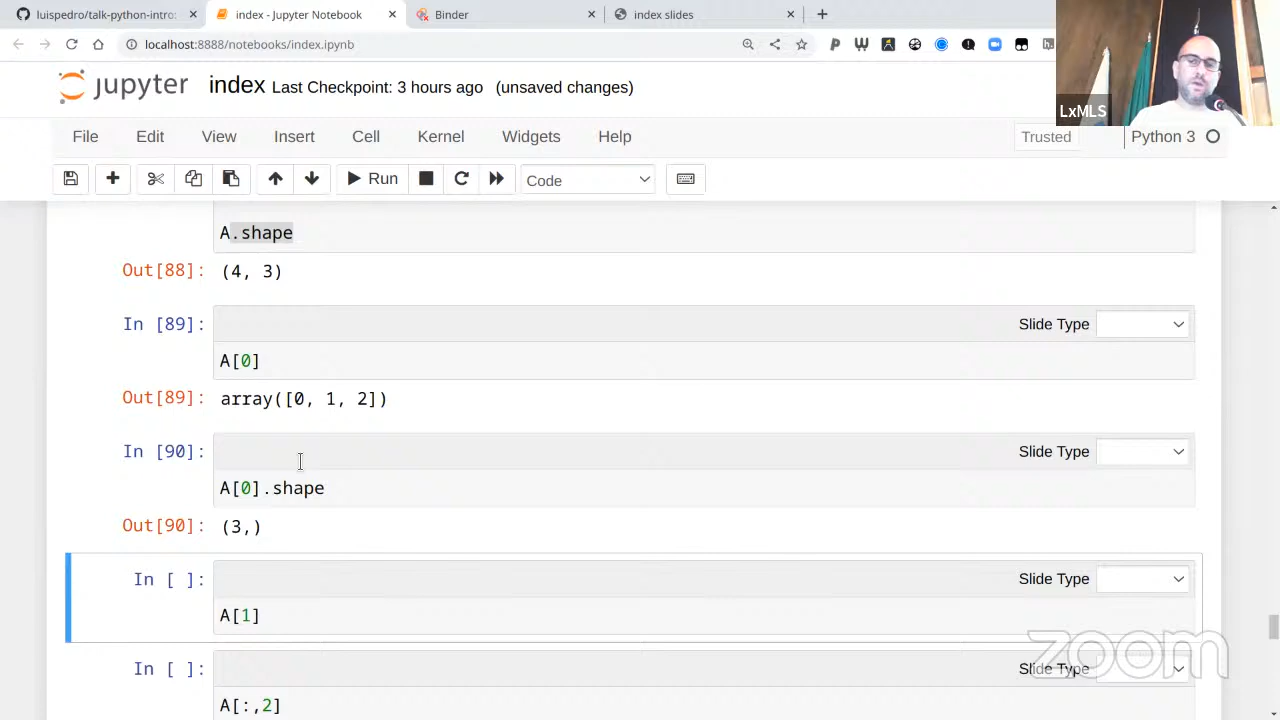 luispedro/talk-python-intro:
index - Jupyter Notebook
Binder
index slides
localhost:8888/notebooks/index.ipynb
LxMLS
jupyter index Last Checkpoint: 3 hours ago (unsaved changes)
File Edit View Insert Cell Kernel Widgets Help
Trusted Python 3
Run Code
A.shape
Out[88]: (4, 3)
In [89]: Slide Type
A[0]
Out[89]: array([0, 1, 2])
In [90]: Slide Type
A[0].shape
Out[90]: (3,)
In [ ]: Slide Type
A[1]
zoom
In [ ]: Slide Type
A[:,2]